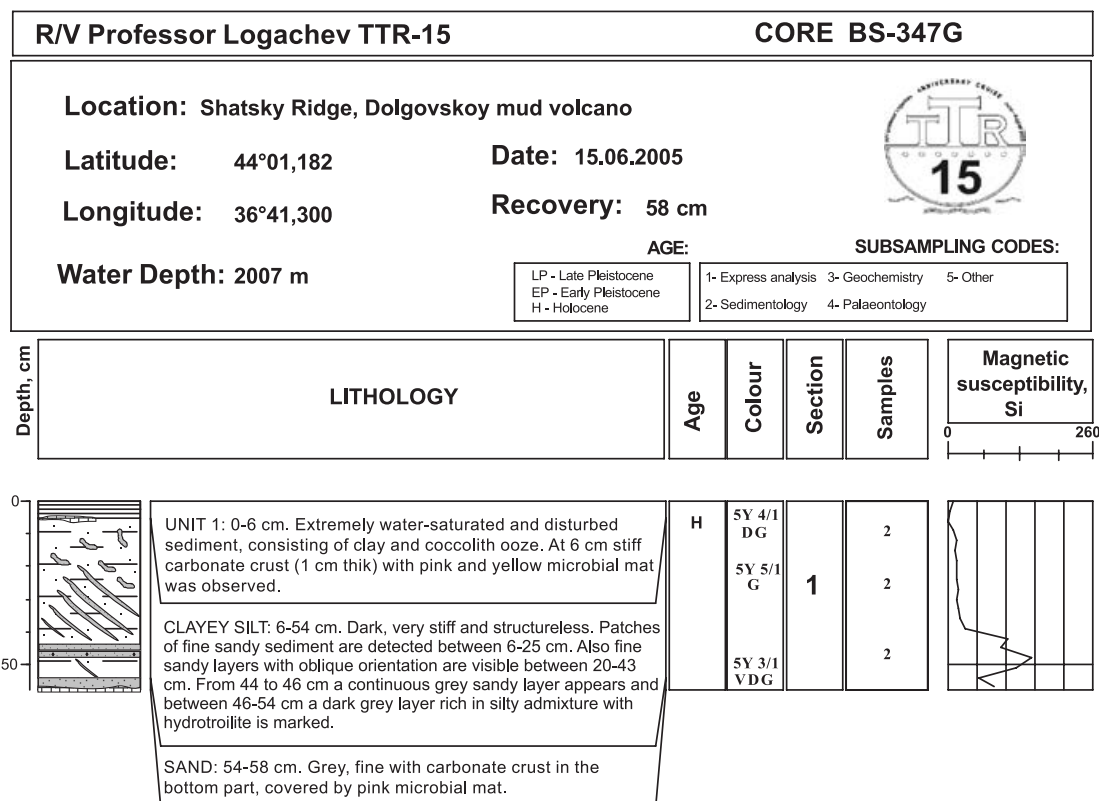 R/V Professor Logachev TTR-15
CORE BS-347G
Location: Shatsky Ridge, Dolgovskoy mud volcano
Latitude: 44°01,182
Date: 15.06.2005
Longitude: 36°41,300
Recovery: 58 cm
Water Depth: 2007 m
ANNIVERSARY CRUISE
TTR
15
AGE:
LP - Late Pleistocene
EP - Early Pleistocene
H - Holocene
SUBSAMPLING CODES:
1- Express analysis 3- Geochemistry 5- Other
2- Sedimentology 4- Palaeontology
Depth, cm
LITHOLOGY
Age
Colour
Section
Samples
Magnetic
susceptibility,
Si
0 260
0
50
UNIT 1: 0-6 cm. Extremely water-saturated and disturbed
sediment, consisting of clay and coccolith ooze. At 6 cm stiff
carbonate crust (1 cm thik) with pink and yellow microbial mat
was observed.
CLAYEY SILT: 6-54 cm. Dark, very stiff and structureless. Patches
of fine sandy sediment are detected between 6-25 cm. Also fine
sandy layers with oblique orientation are visible between 20-43
cm. From 44 to 46 cm a continuous grey sandy layer appears and
between 46-54 cm a dark grey layer rich in silty admixture with
hydrotroilite is marked.
SAND: 54-58 cm. Grey, fine with carbonate crust in the
bottom part, covered by pink microbial mat.
H
5Y 4/1
DG
5Y 5/1
G
5Y 3/1
VDG
1
2
2
2